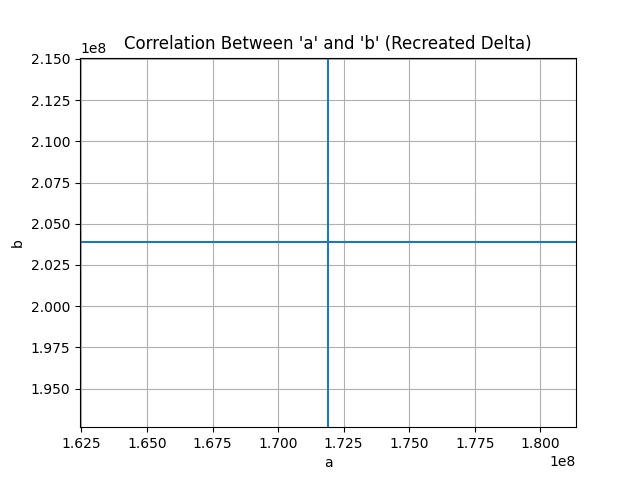 Correlation Between 'a' and 'b' (Recreated Delta)
1e8
2.150
2.125
2.100
2.075
2.050
2.025
2.000
1.975
1.950
b
1.625 1.650 1.675 1.700 1.725 1.750 1.775 1.800
a
1e8